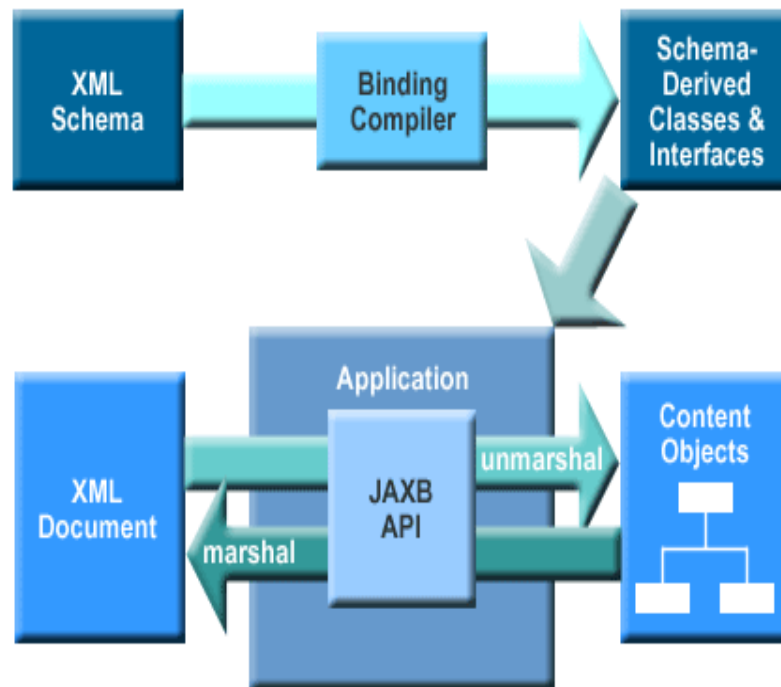 XML
Schema
Binding
Compiler
Schema-
Derived
Classes &
Interfaces
Application
XML
Document
JAXB
API
unmarshal
marshal
Content
Objects